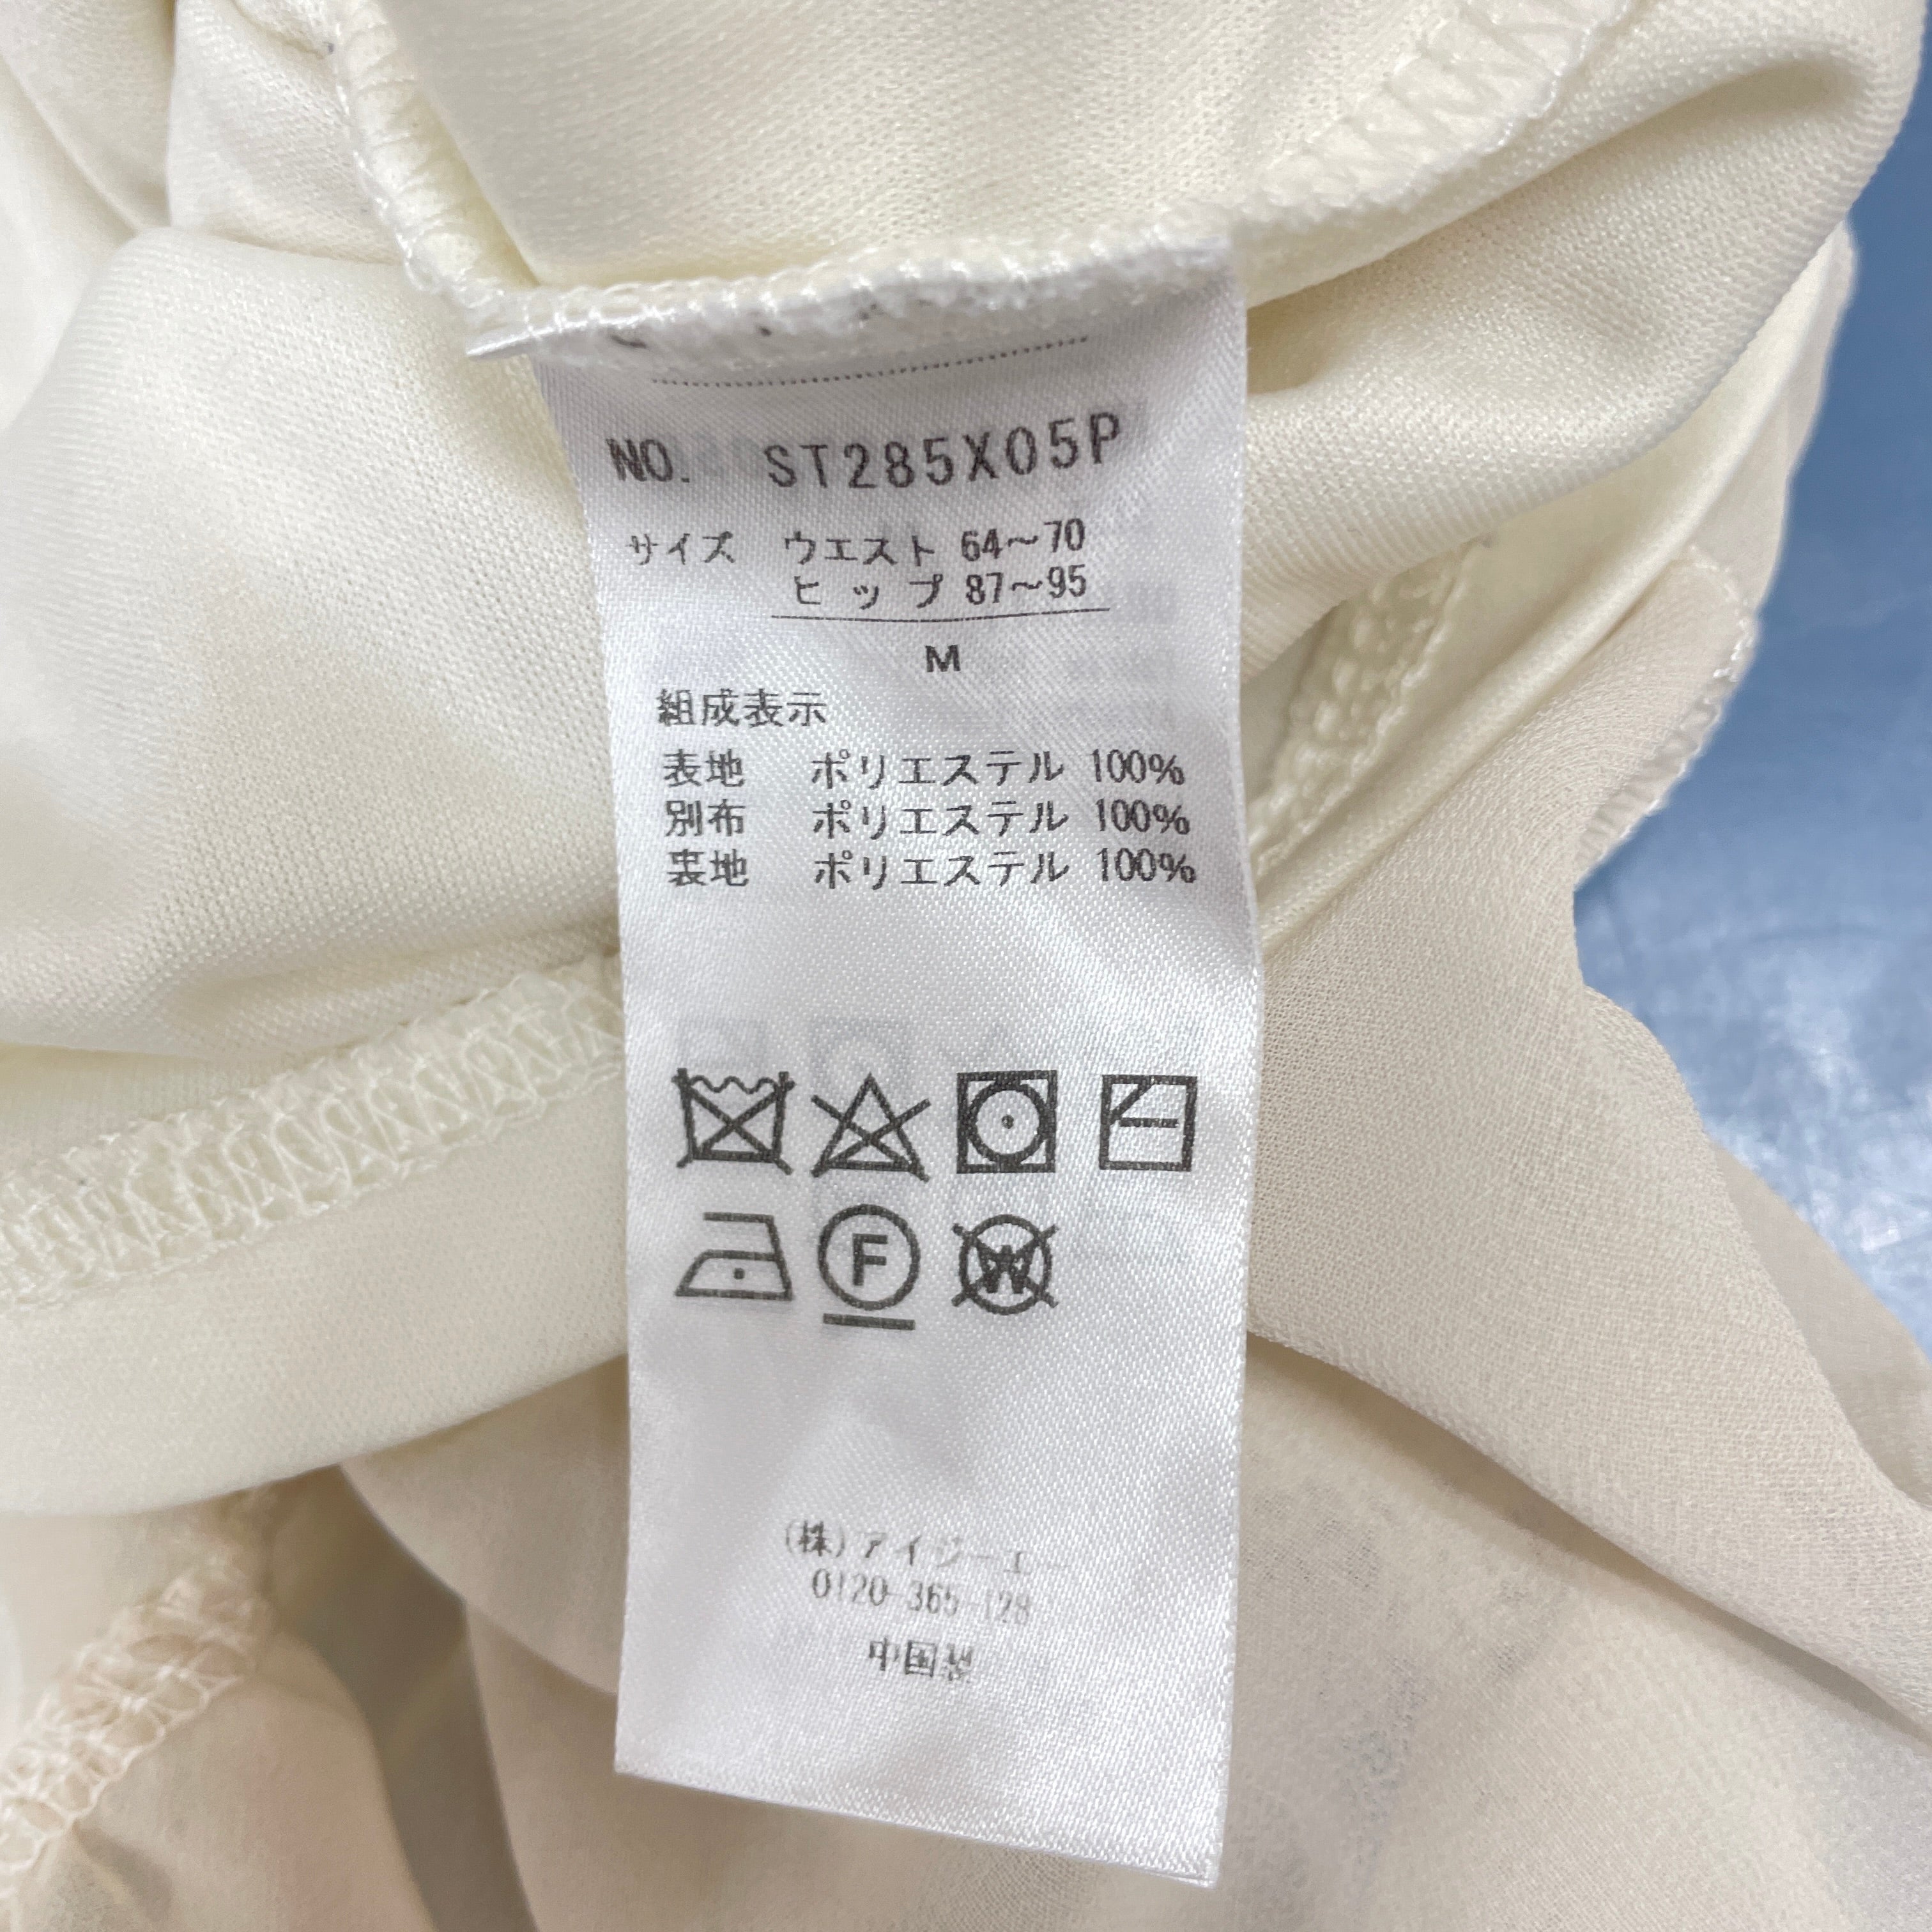 NO. ST285X05P
サイズ ウエスト 64～70
ヒップ 87～95
M
組成表示
表地 ポリエステル 100%
別布 ポリエステル 100%
裏地 ポリエステル 100%
F
W
(株)アイジーエー
0120-365-128
中国製